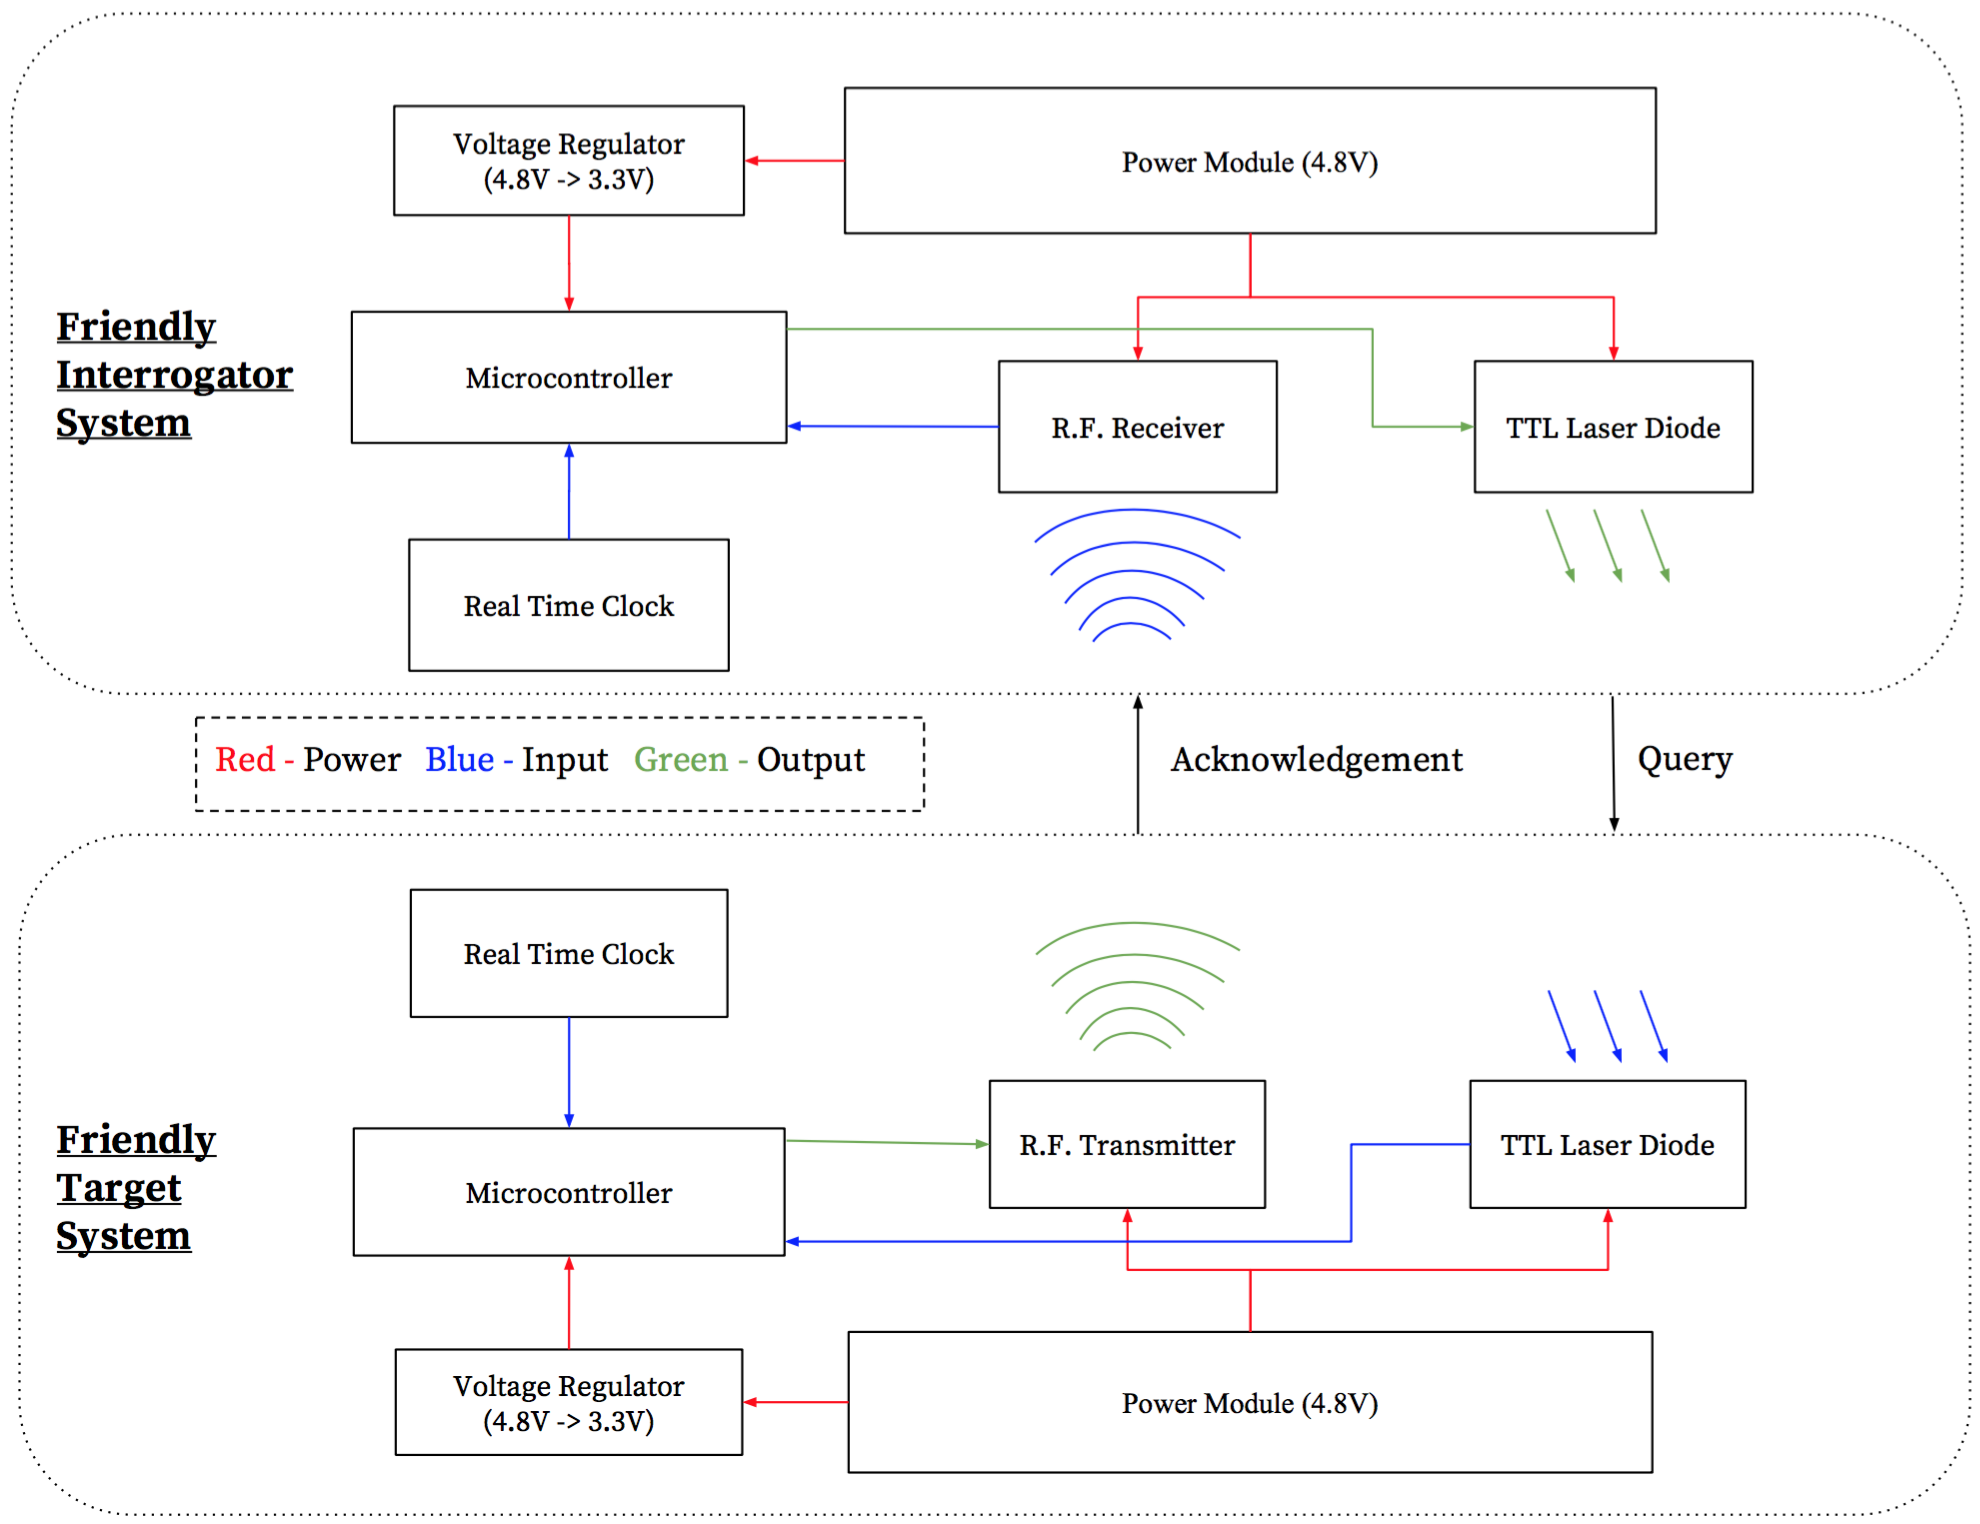 Voltage Regulator
(4.8V -> 3.3V)
Power Module (4.8V)
Friendly
Interrogator
System
Microcontroller
R.F. Receiver
TTL Laser Diode
Real Time Clock
Red - Power Blue - Input Green - Output
Acknowledgement
Query
Real Time Clock
Friendly
Target
System
Microcontroller
R.F. Transmitter
TTL Laser Diode
Voltage Regulator
(4.8V -> 3.3V)
Power Module (4.8V)